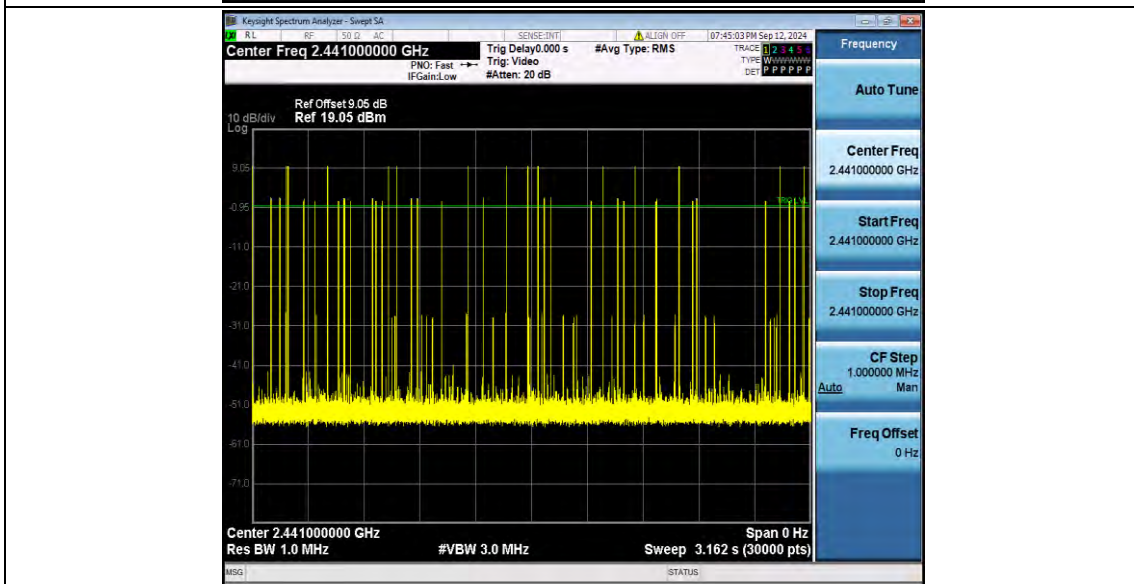 Keysight Spectrum Analyzer - Swept SA
RL RF 50 Ω AC SENSE:INT ALIGN OFF 07:45:03 PM Sep 12, 2024
Center Freq 2.441000000 GHz
PNO: Fast
IFGain:Low
Trig Delay0.000 s
Trig: Video
#Atten: 20 dB
#Avg Type: RMS
TRACE 1 2 3 4 5 6
TYPE WWWWWW
DET P P P P P P
Ref Offset 9.05 dB
10 dB/div Ref 19.05 dBm
Log
9.05
TRIG LVL
-0.95
-11.0
-21.0
-31.0
-41.0
-51.0
-61.0
-71.0
Center 2.441000000 GHz Span 0 Hz
Res BW 1.0 MHz #VBW 3.0 MHz Sweep 3.162 s (30000 pts)
MSG STATUS
Frequency
Auto Tune
Center Freq
2.441000000 GHz
Start Freq
2.441000000 GHz
Stop Freq
2.441000000 GHz
CF Step
1.000000 MHz
Auto Man
Freq Offset
0 Hz